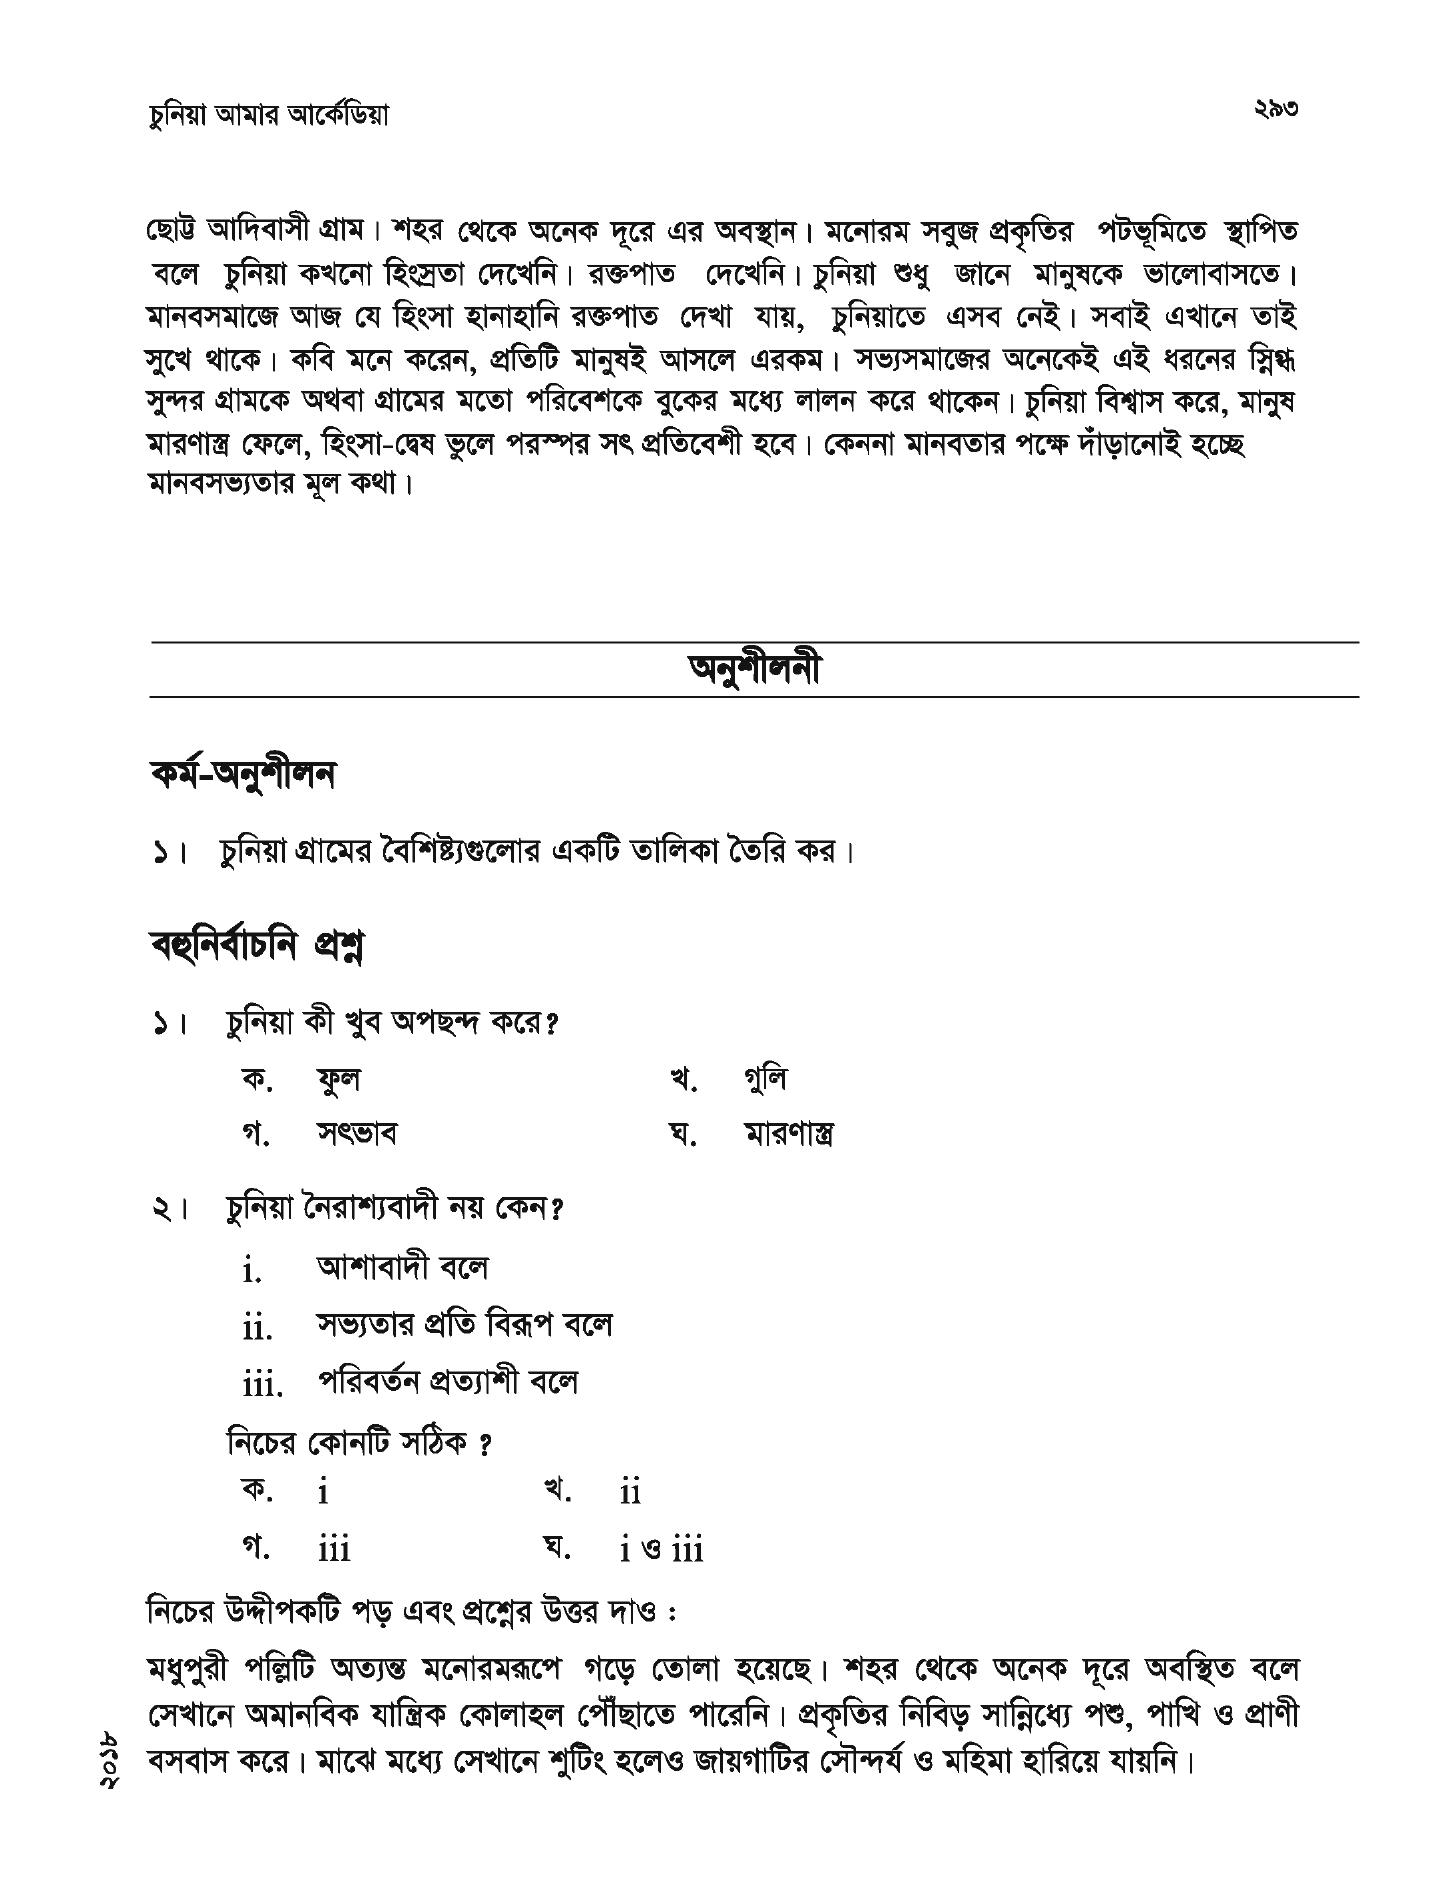 চুনিয়া আমার আর্কেডিয়া ২৯৩
ছোট্ট আদিবাসী গ্রাম। শহর থেকে অনেক দূরে এর অবস্থান। মনোরম সবুজ প্রকৃতির পটভূমিতে স্থাপিত
বলে চুনিয়া কখনো হিংস্রতা দেখেনি। রক্তপাত দেখেনি। চুনিয়া শুধু জানে মানুষকে ভালোবাসতে।
মানবসমাজে আজ যে হিংসা হানাহানি রক্তপাত দেখা যায়, চুনিয়াতে এসব নেই। সবাই এখানে তাই
সুখে থাকে। কবি মনে করেন, প্রতিটি মানুষই আসলে এরকম। সভ্যসমাজের অনেকেই এই ধরনের স্নিগ্ধ
সুন্দর গ্রামকে অথবা গ্রামের মতো পরিবেশকে বুকের মধ্যে লালন করে থাকেন। চুনিয়া বিশ্বাস করে, মানুষ
মারণাস্ত্র ফেলে, হিংসা-দ্বেষ ভুলে পরস্পর সৎ প্রতিবেশী হবে। কেননা মানবতার পক্ষে দাঁড়ানোই হচ্ছে
মানবসভ্যতার মূল কথা।
অনুশীলনী
কর্ম-অনুশীলন
১। চুনিয়া গ্রামের বৈশিষ্ট্যগুলোর একটি তালিকা তৈরি কর।
বহুনির্বাচনি প্রশ্ন
১। চুনিয়া কী খুব অপছন্দ করে?
ক. ফুল খ. গুলি
গ. সৎভাব ঘ. মারণাস্ত্র
২। চুনিয়া নৈরাশ্যবাদী নয় কেন?
i. আশাবাদী বলে
ii. সভ্যতার প্রতি বিরূপ বলে
iii. পরিবর্তন প্রত্যাশী বলে
নিচের কোনটি সঠিক ?
ক. i খ. ii
গ. iii ঘ. i ও iii
নিচের উদ্দীপকটি পড় এবং প্রশ্নের উত্তর দাও :
মধুপুরী পল্লিটি অত্যন্ত মনোরমরূপে গড়ে তোলা হয়েছে। শহর থেকে অনেক দূরে অবস্থিত বলে
সেখানে অমানবিক যান্ত্রিক কোলাহল পৌঁছাতে পারেনি। প্রকৃতির নিবিড় সান্নিধ্যে পশু, পাখি ও প্রাণী
বসবাস করে। মাঝে মধ্যে সেখানে শুটিং হলেও জায়গাটির সৌন্দর্য ও মহিমা হারিয়ে যায়নি।
২০১৮